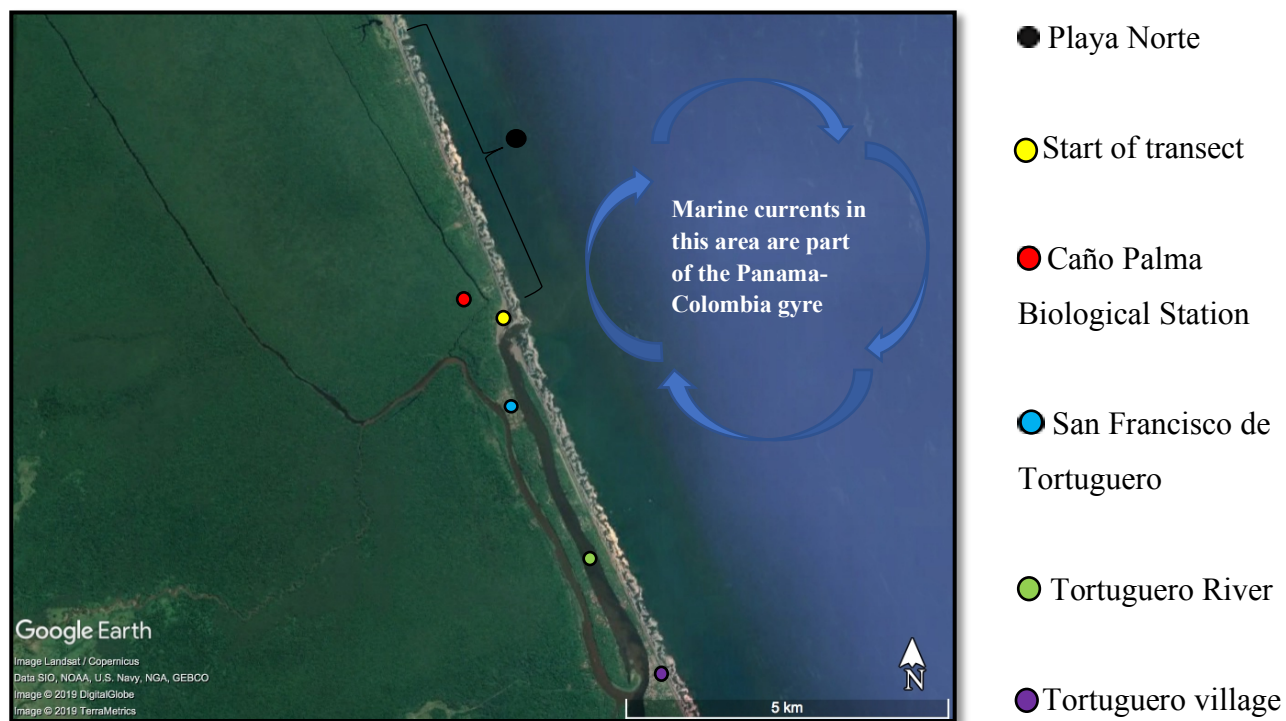 Marine currents in
this area are part
of the Panama-
Colombia gyre
Google Earth
Image Landsat / Copernicus
Data SIO, NOAA, U.S. Navy, NGA, GEBCO
Image © 2019 DigitalGlobe
Image © 2019 TerraMetrics
N
5 km
Playa Norte
Start of transect
Caño Palma
Biological Station
San Francisco de
Tortuguero
Tortuguero River
Tortuguero village